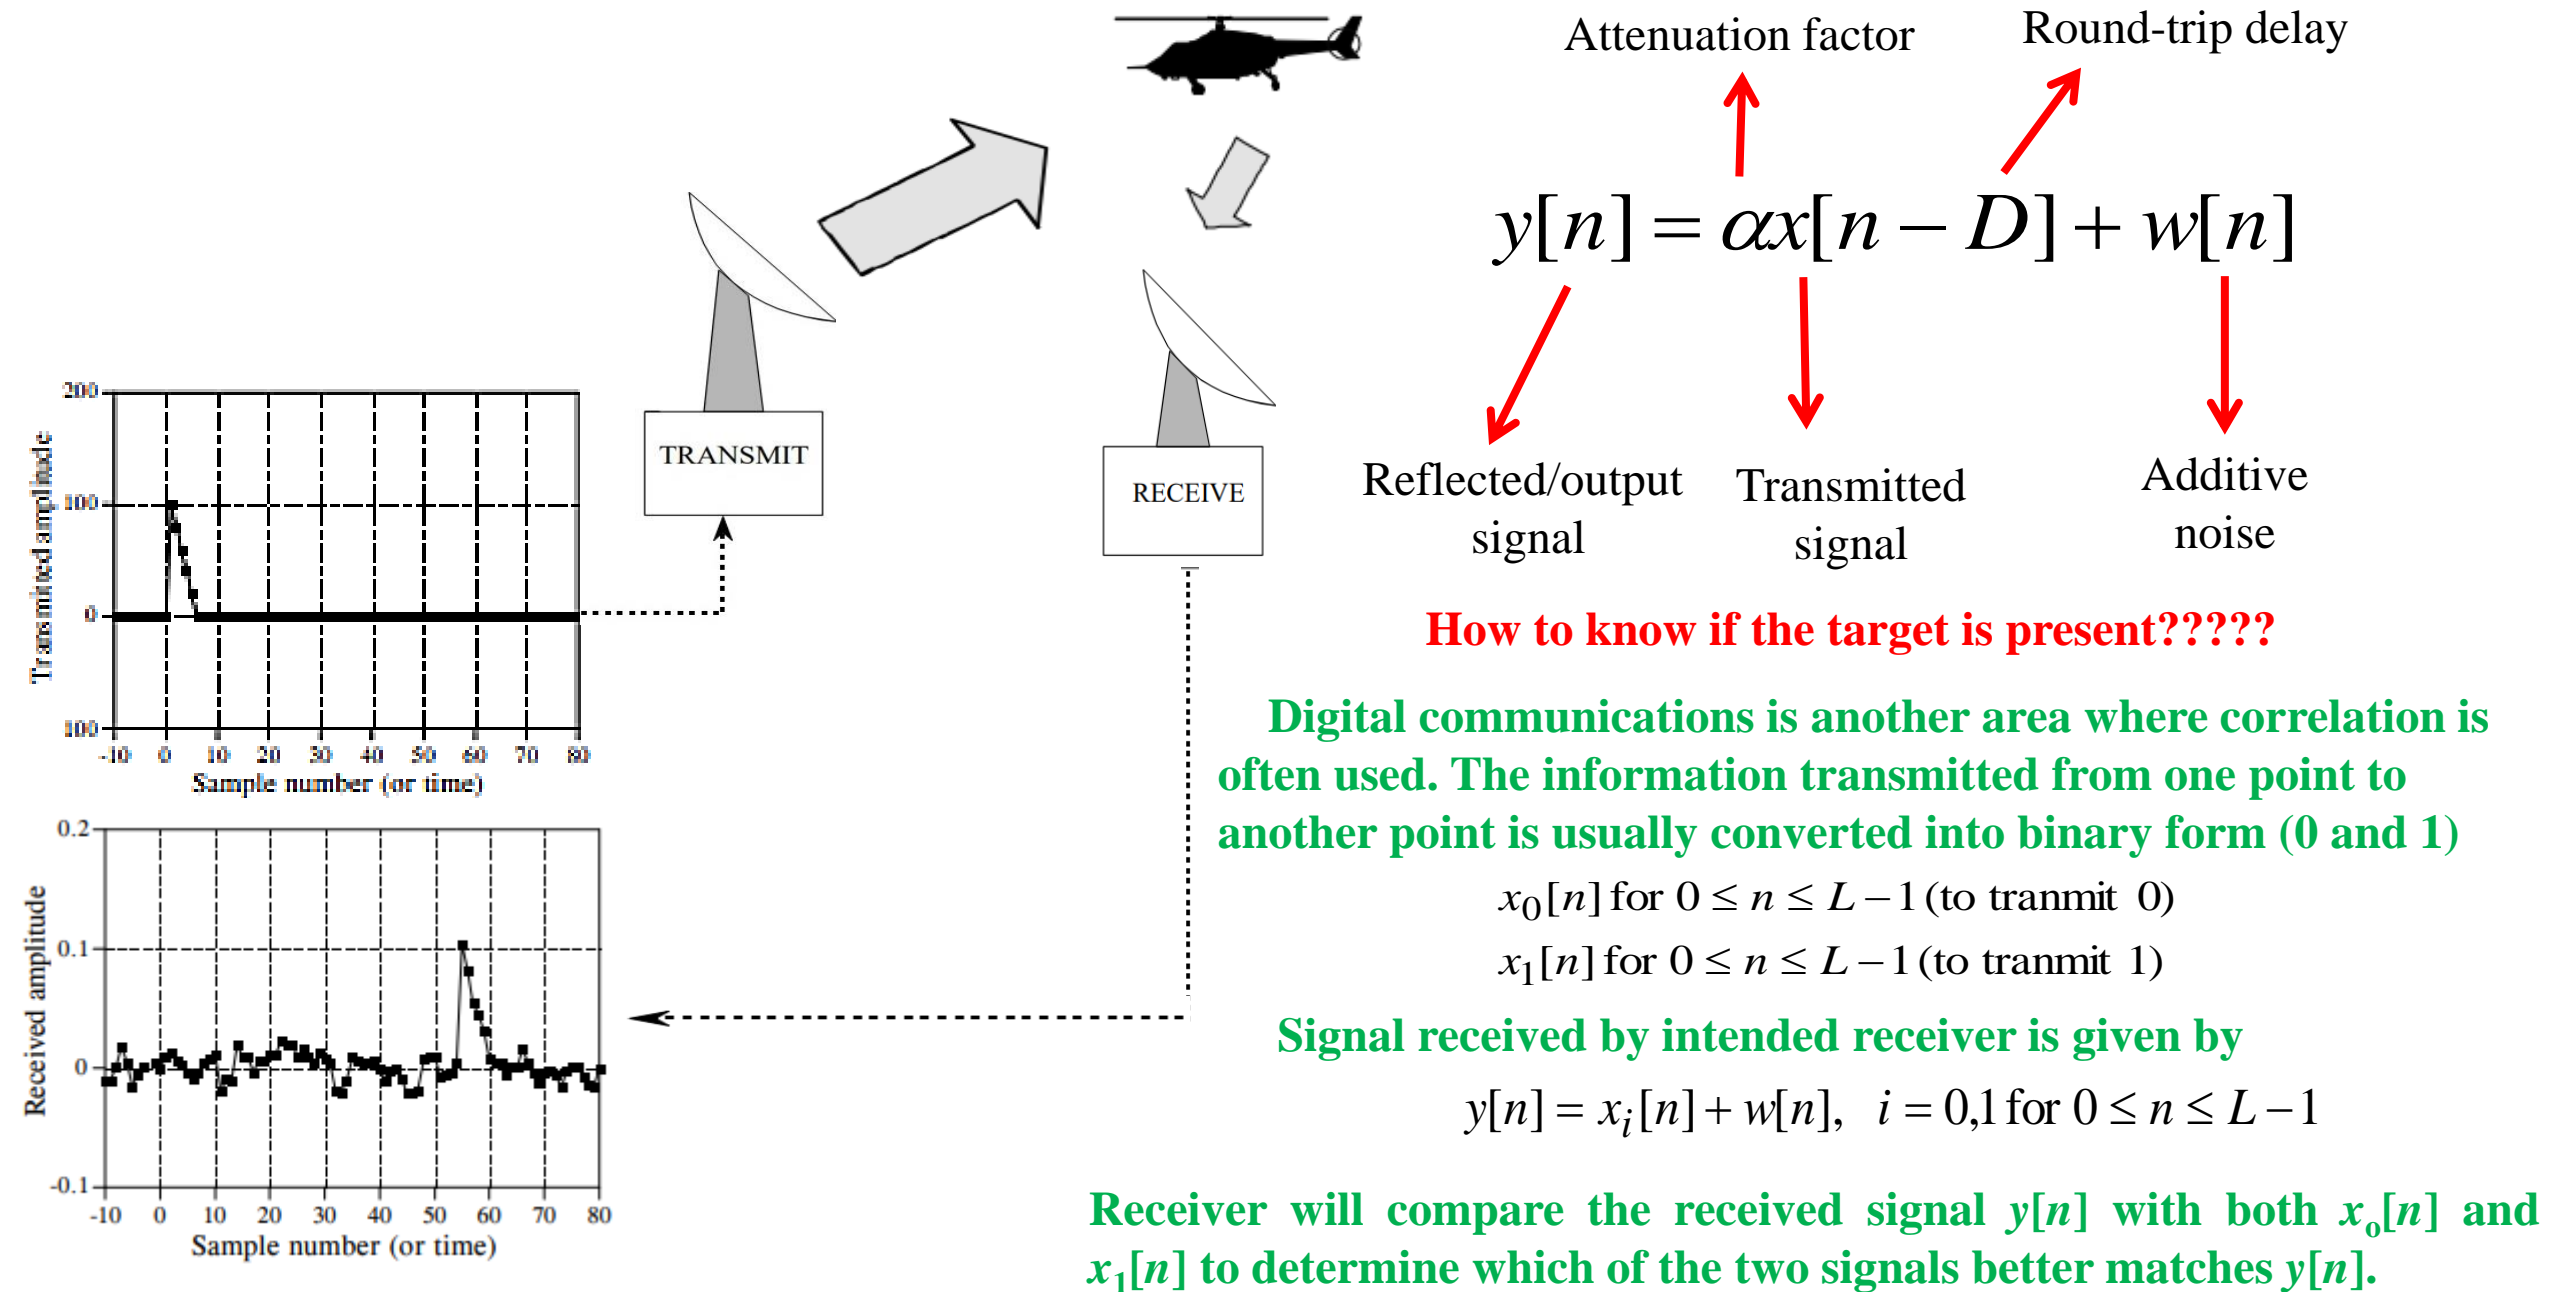 Attenuation factor
Round-trip delay
y[n] = αx[n − D] + w[n]
Reflected/output
signal
Transmitted
signal
Additive
noise
TRANSMIT
RECEIVE
200
100
0
100
-10 0 10 20 30 40 50 60 70 80
Transmitted amplitude
Sample number (or time)
0.2
0.1
0
-0.1
-10 0 10 20 30 40 50 60 70 80
Received amplitude
Sample number (or time)
How to know if the target is present?????
Digital communications is another area where correlation is
often used. The information transmitted from one point to
another point is usually converted into binary form (0 and 1)
x₀[n] for 0 ≤ n ≤ L − 1 (to tranmit 0)
x₁[n] for 0 ≤ n ≤ L − 1 (to tranmit 1)
Signal received by intended receiver is given by
y[n] = xᵢ[n] + w[n], i = 0,1 for 0 ≤ n ≤ L − 1
Receiver will compare the received signal y[n] with both xₒ[n] and
x₁[n] to determine which of the two signals better matches y[n].